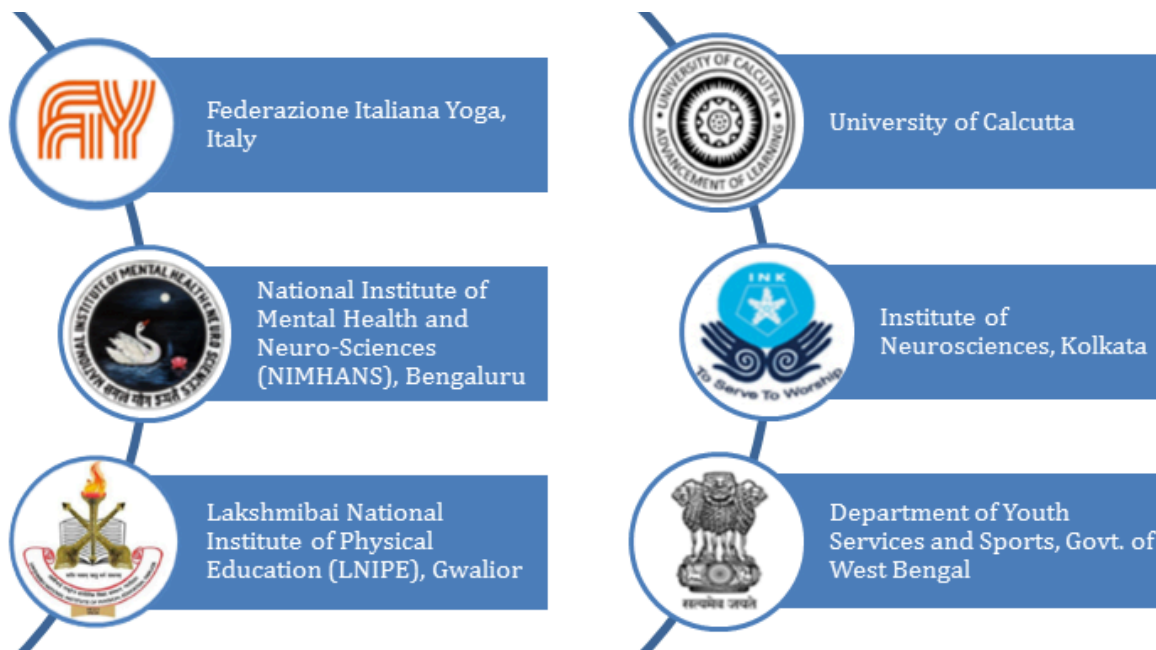 FAY
Federazione Italiana Yoga,
Italy
NATIONAL INSTITUTE OF MENTAL HEALTH & NEURO SCIENCES
National Institute of
Mental Health and
Neuro-Sciences
(NIMHANS), Bengaluru
Lakshmibai National
Institute of Physical
Education (LNIPE), Gwalior
UNIVERSITY OF CALCUTTA
ADVANCEMENT OF LEARNING
University of Calcutta
INK
To Serve To Worship
Institute of
Neurosciences, Kolkata
सत्यमेव जयते
Department of Youth
Services and Sports, Govt. of
West Bengal